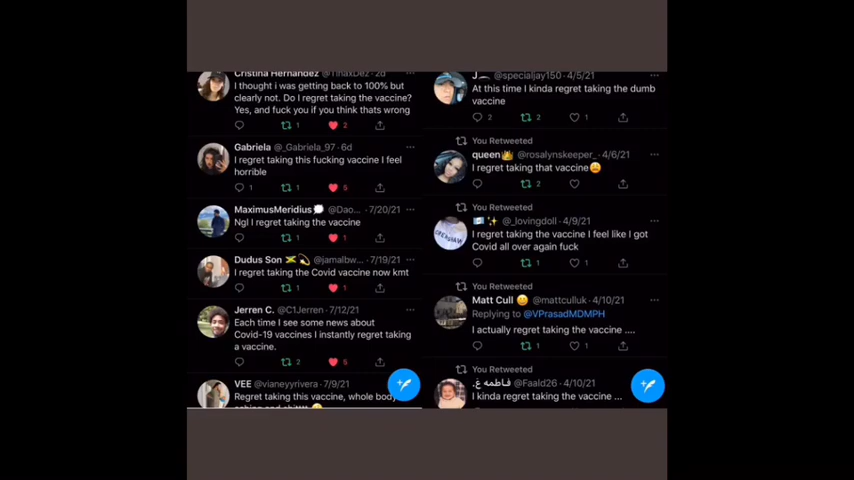 Cristina Hernandez @TinaxDez · 2d
I thought i was getting back to 100% but
clearly not. Do I regret taking the vaccine?
Yes, and fuck you if you think thats wrong
1
2
Gabriela @_Gabriela_97 · 6d
I regret taking this fucking vaccine I feel
horrible
1
1
5
MaximusMeridius💭 @Dao... · 7/20/21
Ngl I regret taking the vaccine
1
1
Dudus Son 🇯🇲💫 @jamalbw... · 7/19/21
I regret taking the Covid vaccine now kmt
1
1
Jerren C. @C1Jerren · 7/12/21
Each time I see some news about
Covid-19 vaccines I instantly regret taking
a vaccine.
2
5
VEE @vianeyyrivera · 7/9/21
Regret taking this vaccine, whole body
J @specialjay150 · 4/5/21
At this time I kinda regret taking the dumb
vaccine
2
2
1
You Retweeted
queen👑 @rosalynskeeper_ · 4/6/21
I regret taking that vaccine😩
2
You Retweeted
🇬🇹✨ @_lovingdoll · 4/9/21
I regret taking the vaccine I feel like I got
Covid all over again fuck
1
1
You Retweeted
Matt Cull 😀 @mattculluk · 4/10/21
Replying to @VPrasadMDMPH
I actually regret taking the vaccine ....
1
1
You Retweeted
فاطمه ع. @Faald26 · 4/10/21
I kinda regret taking the vaccine ...